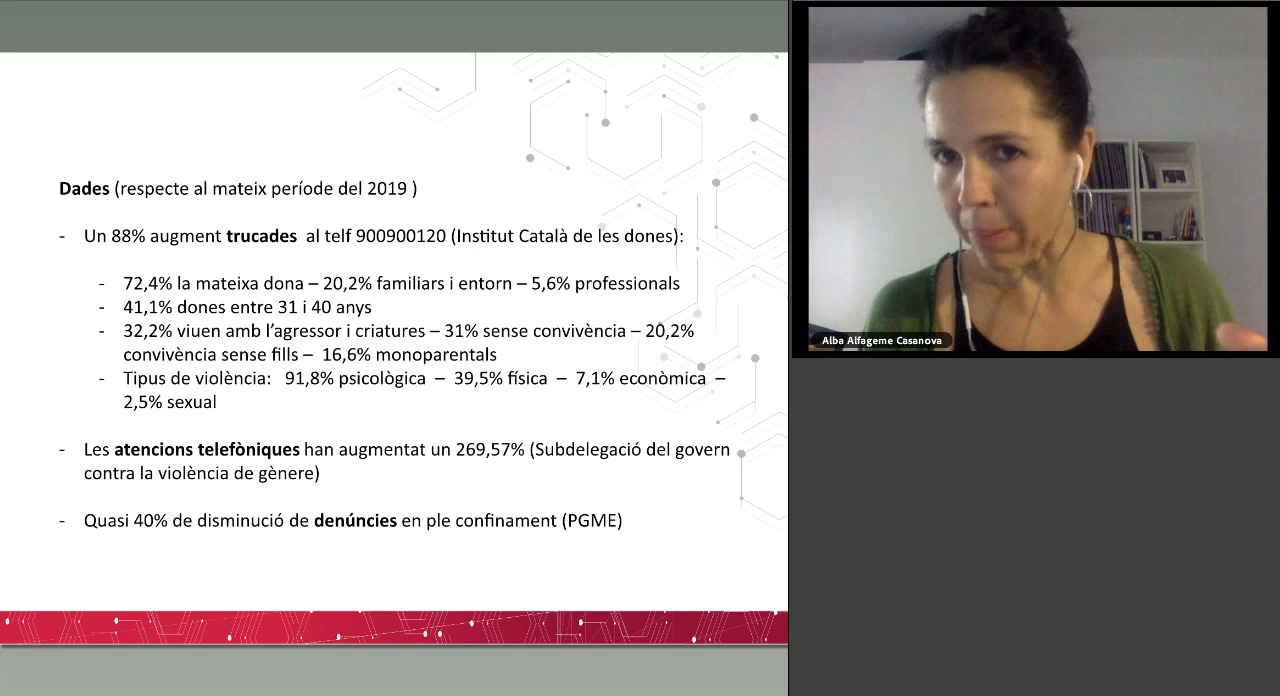 Dades (respecte al mateix període del 2019 )
- Un 88% augment trucades al telf 900900120 (Institut Català de les dones):
- 72,4% la mateixa dona – 20,2% familiars i entorn – 5,6% professionals
- 41,1% dones entre 31 i 40 anys
- 32,2% viuen amb l’agressor i criatures – 31% sense convivència – 20,2%
convivència sense fills – 16,6% monoparentals
- Tipus de violència: 91,8% psicològica – 39,5% física – 7,1% econòmica –
2,5% sexual
- Les atencions telefòniques han augmentat un 269,57% (Subdelegació del govern
contra la violència de gènere)
- Quasi 40% de disminució de denúncies en ple confinament (PGME)
Alba Alfageme Casanova